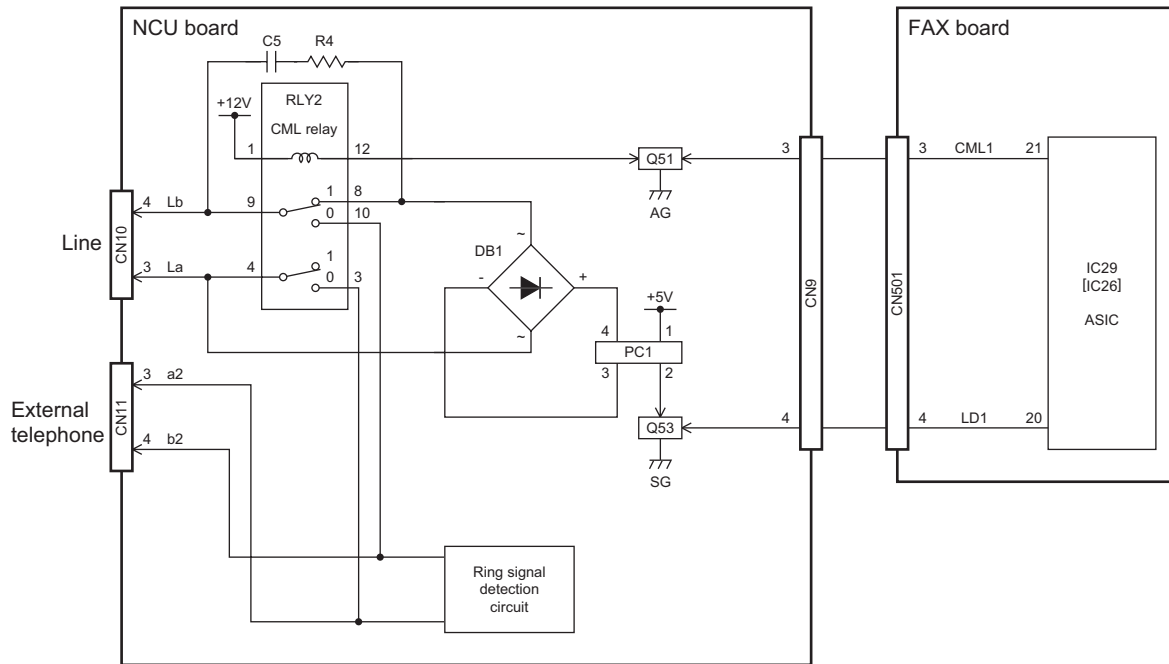 NCU board
FAX board
C5
R4
+12V
RLY2
CML relay
1
12
Q51
AG
3
3
CML1
21
Line
CN10
4
Lb
9
1
8
0
10
3
La
4
1
0
3
DB1
~
-
+
~
+5V
4
1
PC1
3
2
Q53
SG
CN9
CN501
IC29
[IC26]
ASIC
4
4
LD1
20
External
telephone
CN11
3
a2
4
b2
Ring signal
detection
circuit